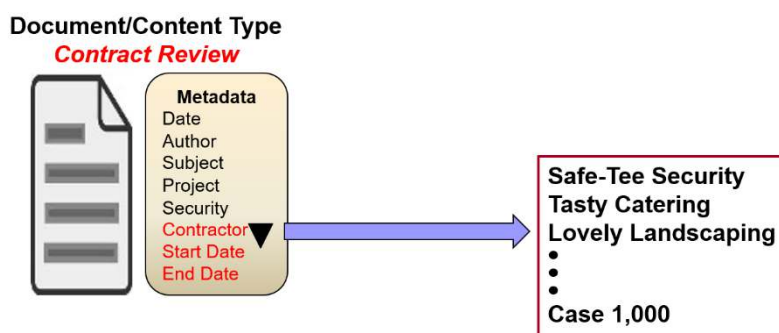 Document/Content Type
Contract Review
Metadata
Date
Author
Subject
Project
Security
Contractor
Start Date
End Date
Safe-Tee Security
Tasty Catering
Lovely Landscaping
•
•
•
Case 1,000